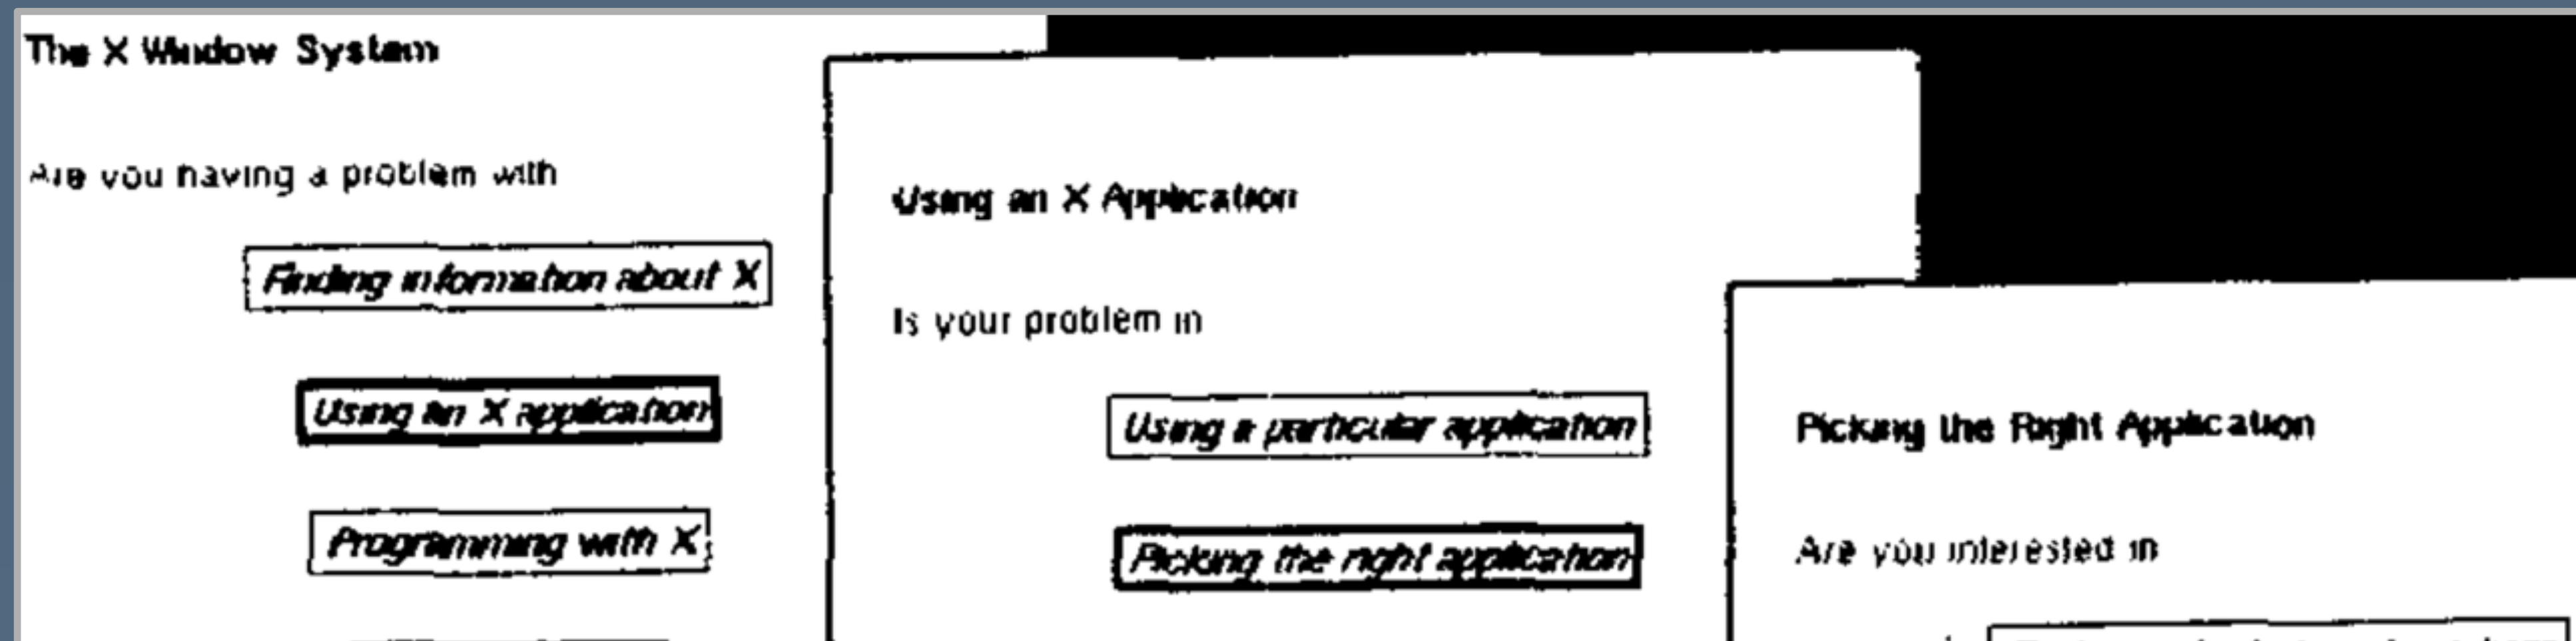 The X Window System
Are you having a problem with
Finding information about X
Using an X application
Programming with X
Using an X Application
Is your problem in
Using a particular application
Picking the right application
Picking the Right Application
Are you interested in